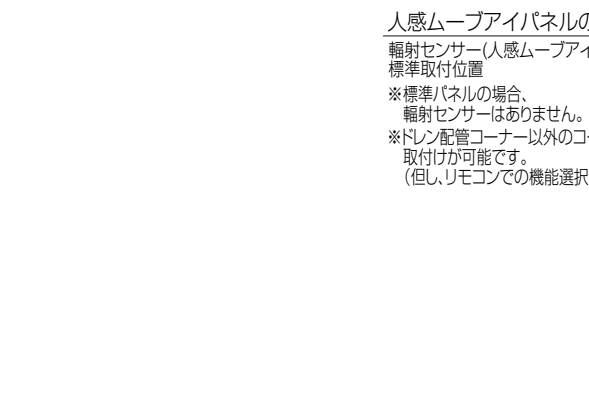 人感ムーブアイパネルの
輻射センサー(人感ムーブアイ
標準取付位置
※標準パネルの場合、
輻射センサーはありません。
※ドレン配管コーナー以外のコー
取付けが可能です。
(但し、リモコンでの機能選択